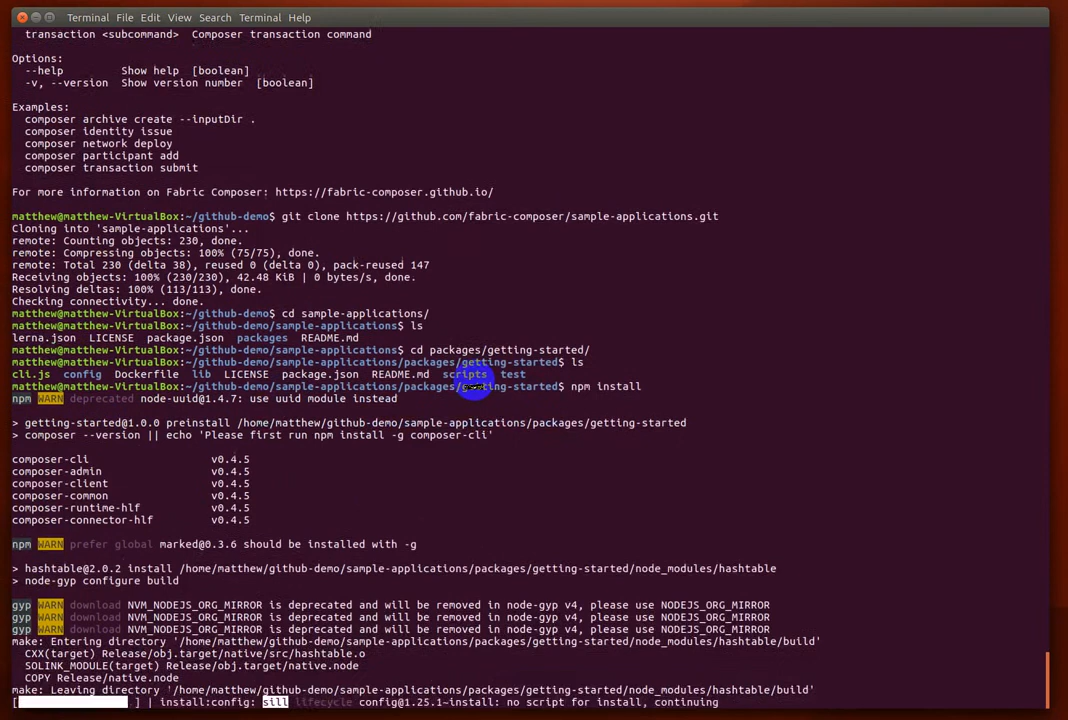 Terminal File Edit View Search Terminal Help
transaction <subcommand> Composer transaction command
Options:
--help Show help [boolean]
-v, --version Show version number [boolean]
Examples:
composer archive create --inputDir .
composer identity issue
composer network deploy
composer participant add
composer transaction submit
For more information on Fabric Composer: https://fabric-composer.github.io/
matthew@matthew-VirtualBox:~/github-demo$ git clone https://github.com/fabric-composer/sample-applications.git
Cloning into 'sample-applications'...
remote: Counting objects: 230, done.
remote: Compressing objects: 100% (75/75), done.
remote: Total 230 (delta 38), reused 0 (delta 0), pack-reused 147
Receiving objects: 100% (230/230), 42.48 KiB | 0 bytes/s, done.
Resolving deltas: 100% (113/113), done.
Checking connectivity... done.
matthew@matthew-VirtualBox:~/github-demo$ cd sample-applications/
matthew@matthew-VirtualBox:~/github-demo/sample-applications$ ls
lerna.json LICENSE package.json packages README.md
matthew@matthew-VirtualBox:~/github-demo/sample-applications$ cd packages/getting-started/
matthew@matthew-VirtualBox:~/github-demo/sample-applications/packages/getting-started$ ls
cli.js config Dockerfile lib LICENSE package.json README.md scripts test
matthew@matthew-VirtualBox:~/github-demo/sample-applications/packages/getting-started$ npm install
npm WARN deprecated node-uuid@1.4.7: use uuid module instead
> getting-started@1.0.0 preinstall /home/matthew/github-demo/sample-applications/packages/getting-started
> composer --version || echo 'Please first run npm install -g composer-cli'
composer-cli v0.4.5
composer-admin v0.4.5
composer-client v0.4.5
composer-common v0.4.5
composer-runtime-hlf v0.4.5
composer-connector-hlf v0.4.5
npm WARN prefer global marked@0.3.6 should be installed with -g
> hashtable@2.0.2 install /home/matthew/github-demo/sample-applications/packages/getting-started/node_modules/hashtable
> node-gyp configure build
gyp WARN download NVM_NODEJS_ORG_MIRROR is deprecated and will be removed in node-gyp v4, please use NODEJS_ORG_MIRROR
gyp WARN download NVM_NODEJS_ORG_MIRROR is deprecated and will be removed in node-gyp v4, please use NODEJS_ORG_MIRROR
gyp WARN download NVM_NODEJS_ORG_MIRROR is deprecated and will be removed in node-gyp v4, please use NODEJS_ORG_MIRROR
make: Entering directory '/home/matthew/github-demo/sample-applications/packages/getting-started/node_modules/hashtable/build'
CXX(target) Release/obj.target/native/src/hashtable.o
SOLINK_MODULE(target) Release/obj.target/native.node
COPY Release/native.node
make: Leaving directory '/home/matthew/github-demo/sample-applications/packages/getting-started/node_modules/hashtable/build'
[ .] | install:config: sill lifecycle config@1.25.1~install: no script for install, continuing